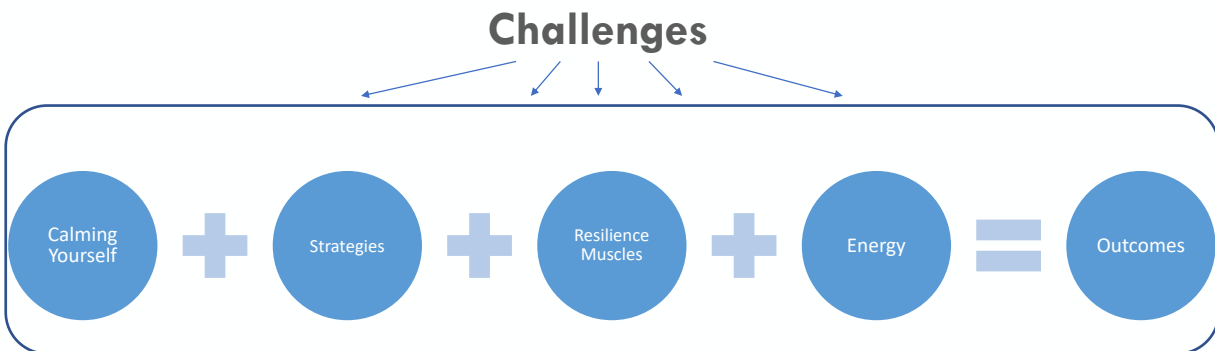 Challenges
Calming
Yourself
Strategies
Resilience
Muscles
Energy
Outcomes